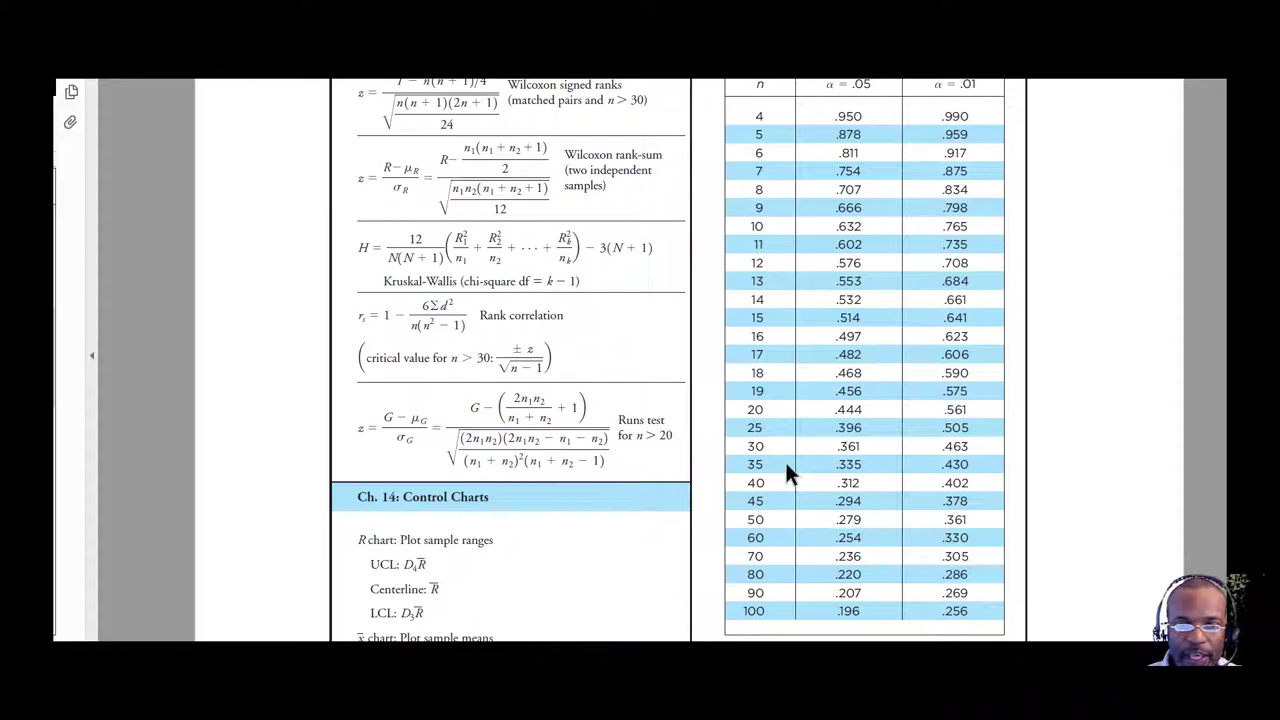 z = T − n(n + 1)/4 / √(n(n + 1)(2n + 1) / 24)
Wilcoxon signed ranks
(matched pairs and n > 30)
z = (R − μR) / σR = (R − n1(n1 + n2 + 1) / 2) / √(n1n2(n1 + n2 + 1) / 12)
Wilcoxon rank-sum
(two independent
samples)
H = 12 / N(N + 1) (R1² / n1 + R2² / n2 + · · · + Rk² / nk) − 3(N + 1)
Kruskal-Wallis (chi-square df = k − 1)
rs = 1 − 6Σd² / n(n² − 1) Rank correlation
(critical value for n > 30: ± z / √n − 1)
z = (G − μG) / σG = (G − (2n1n2 / n1 + n2 + 1)) / √((2n1n2)(2n1n2 − n1 − n2) / (n1 + n2)²(n1 + n2 − 1))
Runs test
for n > 20
Ch. 14: Control Charts
R chart: Plot sample ranges
UCL: D4R̅
Centerline: R̅
LCL: D3R̅
x̅ chart: Plot sample means
n α = .05 α = .01
4 .950 .990
5 .878 .959
6 .811 .917
7 .754 .875
8 .707 .834
9 .666 .798
10 .632 .765
11 .602 .735
12 .576 .708
13 .553 .684
14 .532 .661
15 .514 .641
16 .497 .623
17 .482 .606
18 .468 .590
19 .456 .575
20 .444 .561
25 .396 .505
30 .361 .463
35 .335 .430
40 .312 .402
45 .294 .378
50 .279 .361
60 .254 .330
70 .236 .305
80 .220 .286
90 .207 .269
100 .196 .256